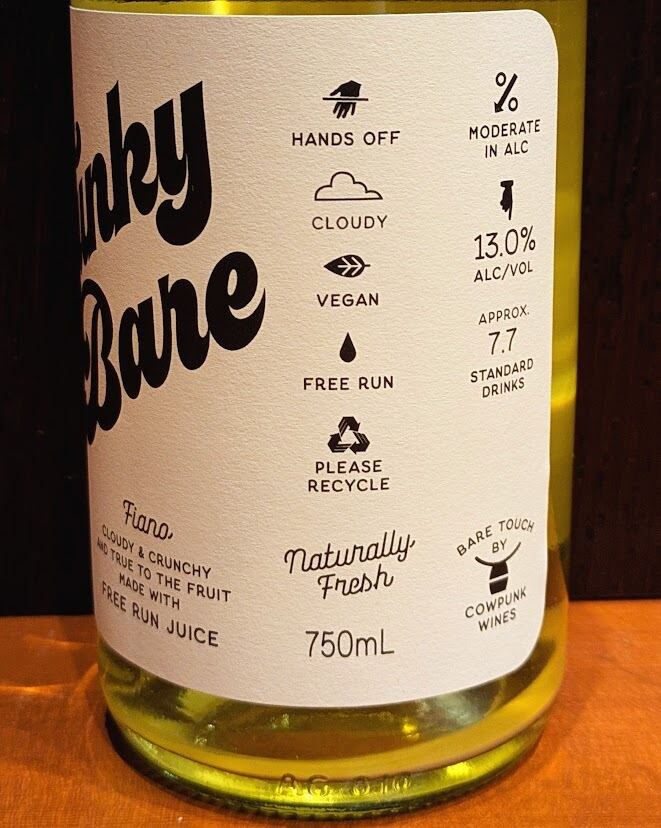 Bare
Fiano
CLOUDY & CRUNCHY
AND TRUE TO THE FRUIT
MADE WITH
FREE RUN JUICE
HANDS OFF
CLOUDY
VEGAN
FREE RUN
PLEASE
RECYCLE
Naturally
Fresh
750mL
%
MODERATE
IN ALC
13.0%
ALC/VOL
APPROX.
7.7
STANDARD
DRINKS
BARE TOUCH
BY
COWPUNK
WINES